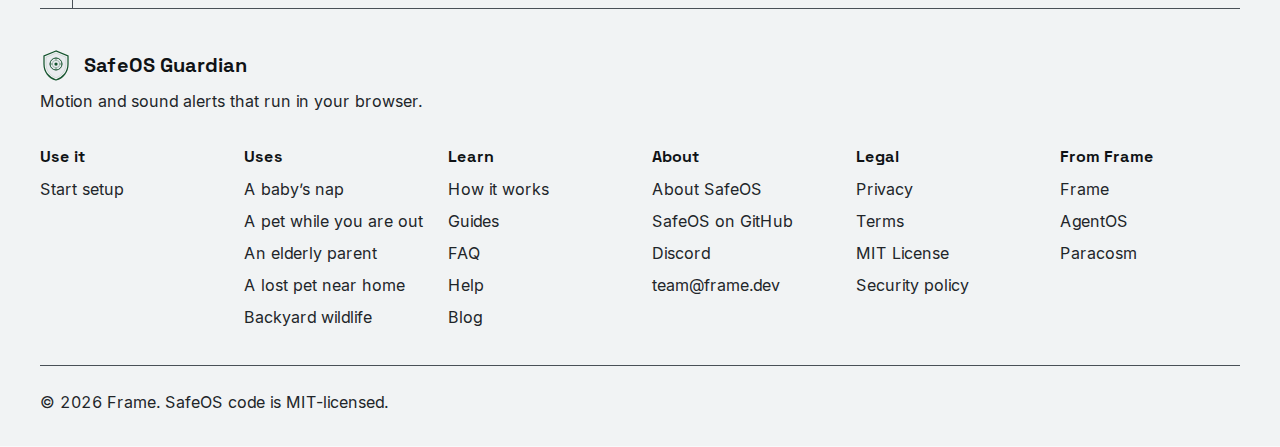 SafeOS Guardian
Motion and sound alerts that run in your browser.
Use it
Start setup
Uses
A baby's nap
A pet while you are out
An elderly parent
A lost pet near home
Backyard wildlife
Learn
How it works
Guides
FAQ
Help
Blog
About
About SafeOS
SafeOS on GitHub
Discord
team@frame.dev
Legal
Privacy
Terms
MIT License
Security policy
From Frame
Frame
AgentOS
Paracosm
© 2026 Frame. SafeOS code is MIT-licensed.